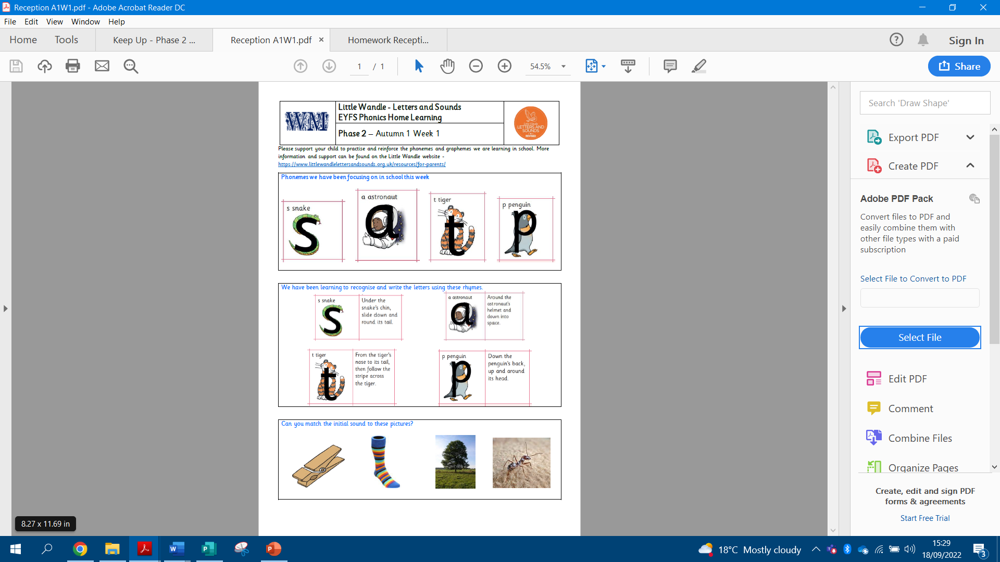 Reception A1W1.pdf - Adobe Acrobat Reader DC
File Edit View Window Help
Home Tools Keep Up - Phase 2 ... Reception A1W1.pdf × Homework Recepti... Sign In
1 / 1 54.5% Share
WM
Little Wandle - Letters and Sounds
EYFS Phonics Home Learning
Phase 2 – Autumn 1 Week 1
Little Wandle
LETTERS AND
SOUNDS
REVISED
Please support your child to practise and reinforce the phonemes and graphemes we are learning in school. More
information and support can be found on the Little Wandle website -
https://www.littlewandlelettersandsounds.org.uk/resources/for-parents/
Phonemes we have been focusing on in school this week
s snake
s
a astronaut
a
t tiger
t
p penguin
p
We have been learning to recognise and write the letters using these rhymes.
s snake
s
Under the
snake's chin,
slide down and
round its tail.
a astronaut
a
Around the
astronaut's
helmet and
down into
space.
t tiger
t
From the tiger's
nose to its tail,
then follow the
stripe across
the tiger.
p penguin
p
Down the
penguin's back,
up and around
its head.
Can you match the initial sound to these pictures?
8.27 x 11.69 in
Search 'Draw Shape'
Export PDF
Create PDF
Adobe PDF Pack
Convert files to PDF and
easily combine them with
other file types with a paid
subscription
Select File to Convert to PDF
Select File
Edit PDF
Comment
Combine Files
Organize Pages
Create, edit and sign PDF
forms & agreements
Start Free Trial
18°C Mostly cloudy
15:29
18/09/2022
3